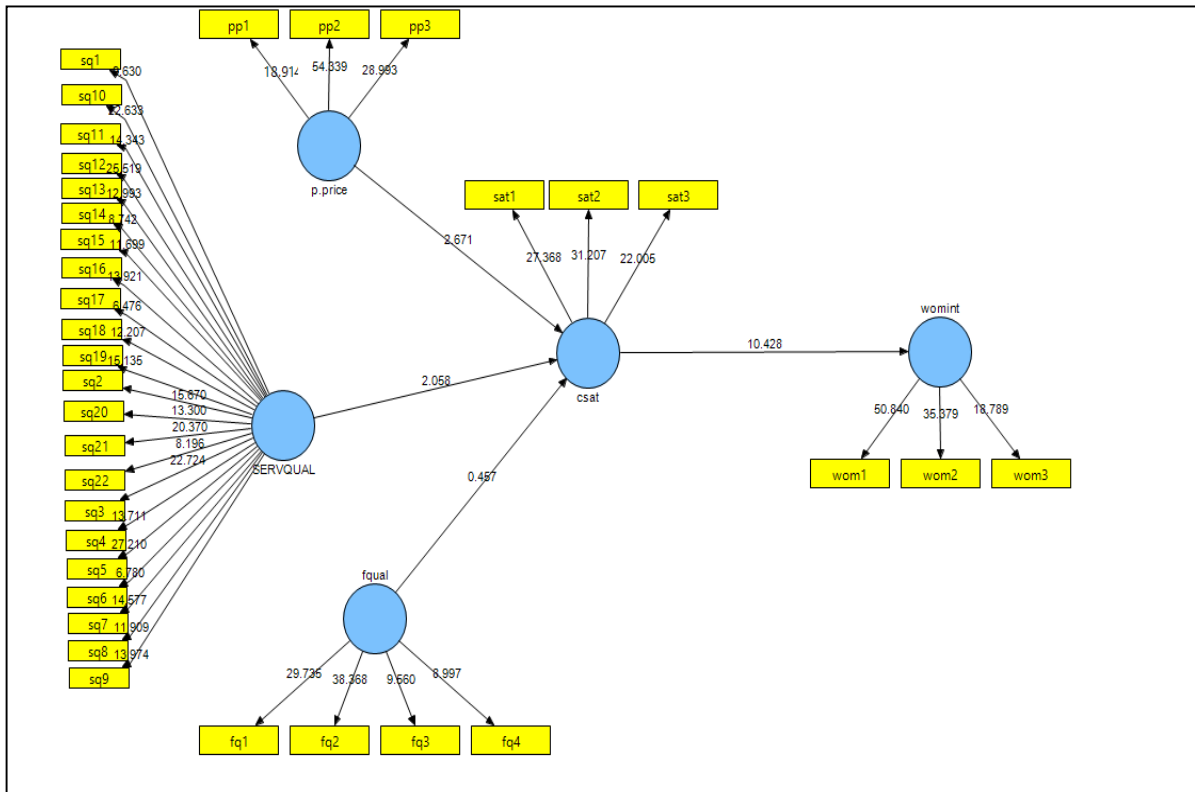 pp1 pp2 pp3
18.914 54.339 28.993
p.price
sq1
sq10
sq11
sq12
sq13
sq14
sq15
sq16
sq17
sq18
sq19
sq2
sq20
sq21
sq22
sq3
sq4
sq5
sq6
sq7
sq8
sq9
14.343
25.519
12.993
8.742
11.699
13.921
6.476
12.207
15.135
15.670
13.300
20.370
8.196
22.724
13.711
27.210
6.780
14.577
11.909
13.974
SERVQUAL
2.671
2.058
0.457
sat1 sat2 sat3
27.368 31.207 22.005
csat
10.428
womint
50.840 35.379 18.789
wom1 wom2 wom3
fqual
29.735 38.368 9.560 8.997
fq1 fq2 fq3 fq4